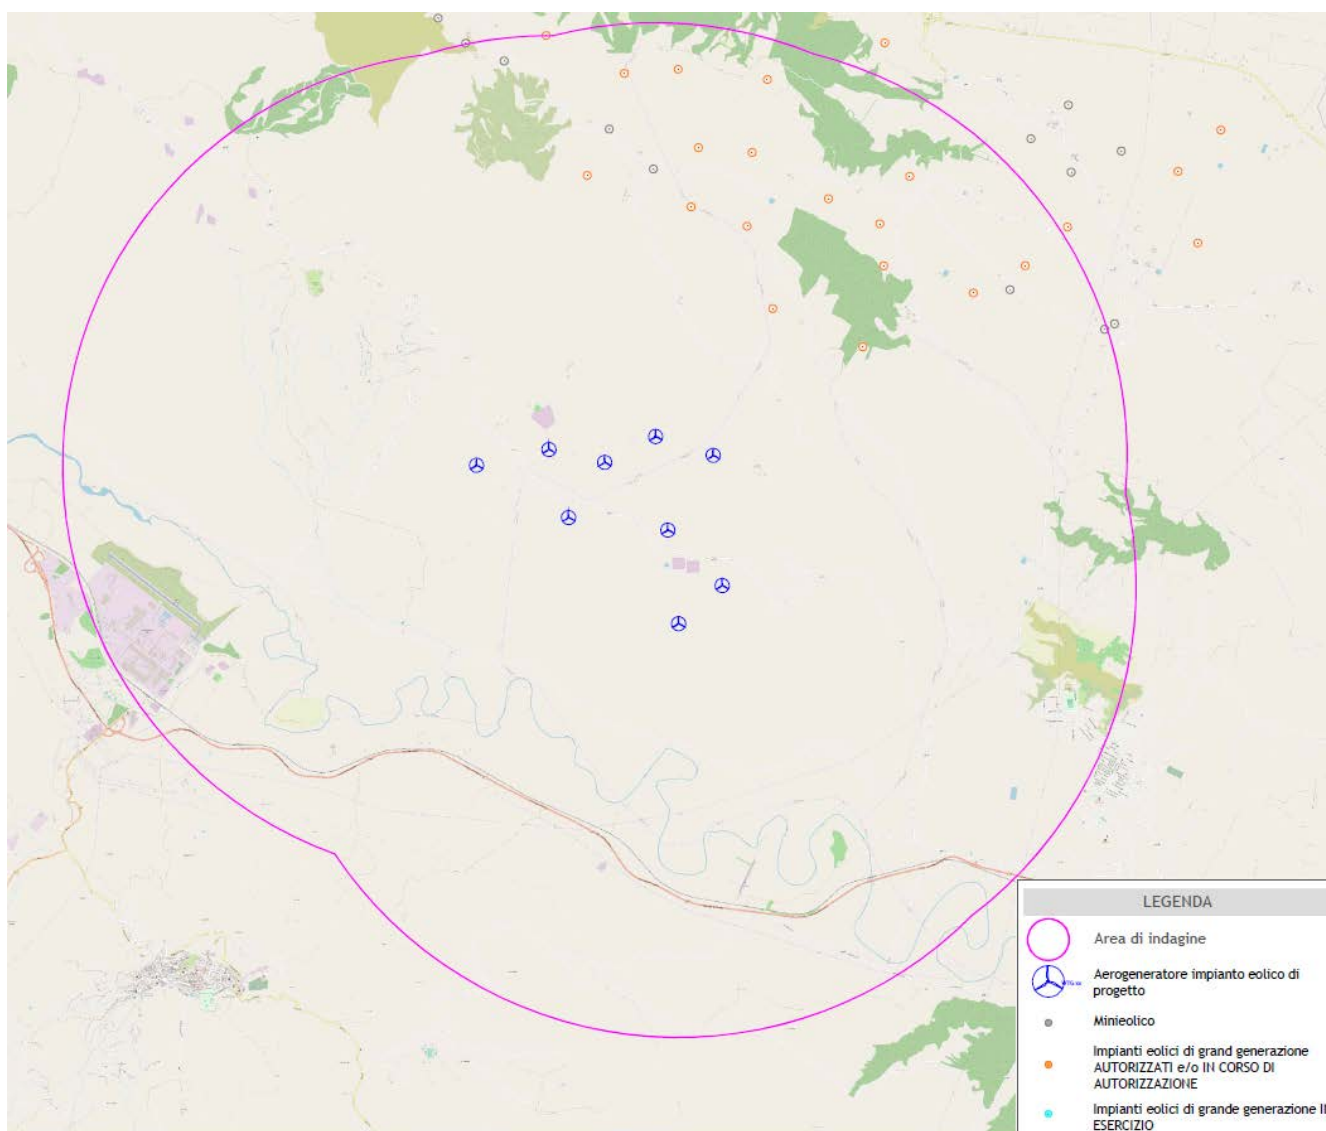 LEGENDA
Area di indagine
Aerogeneratore impianto eolico di
progetto
Minieolico
Impianti eolici di grand generazione
AUTORIZZATI e/o IN CORSO DI
AUTORIZZAZIONE
Impianti eolici di grande generazione
ESERCIZIO